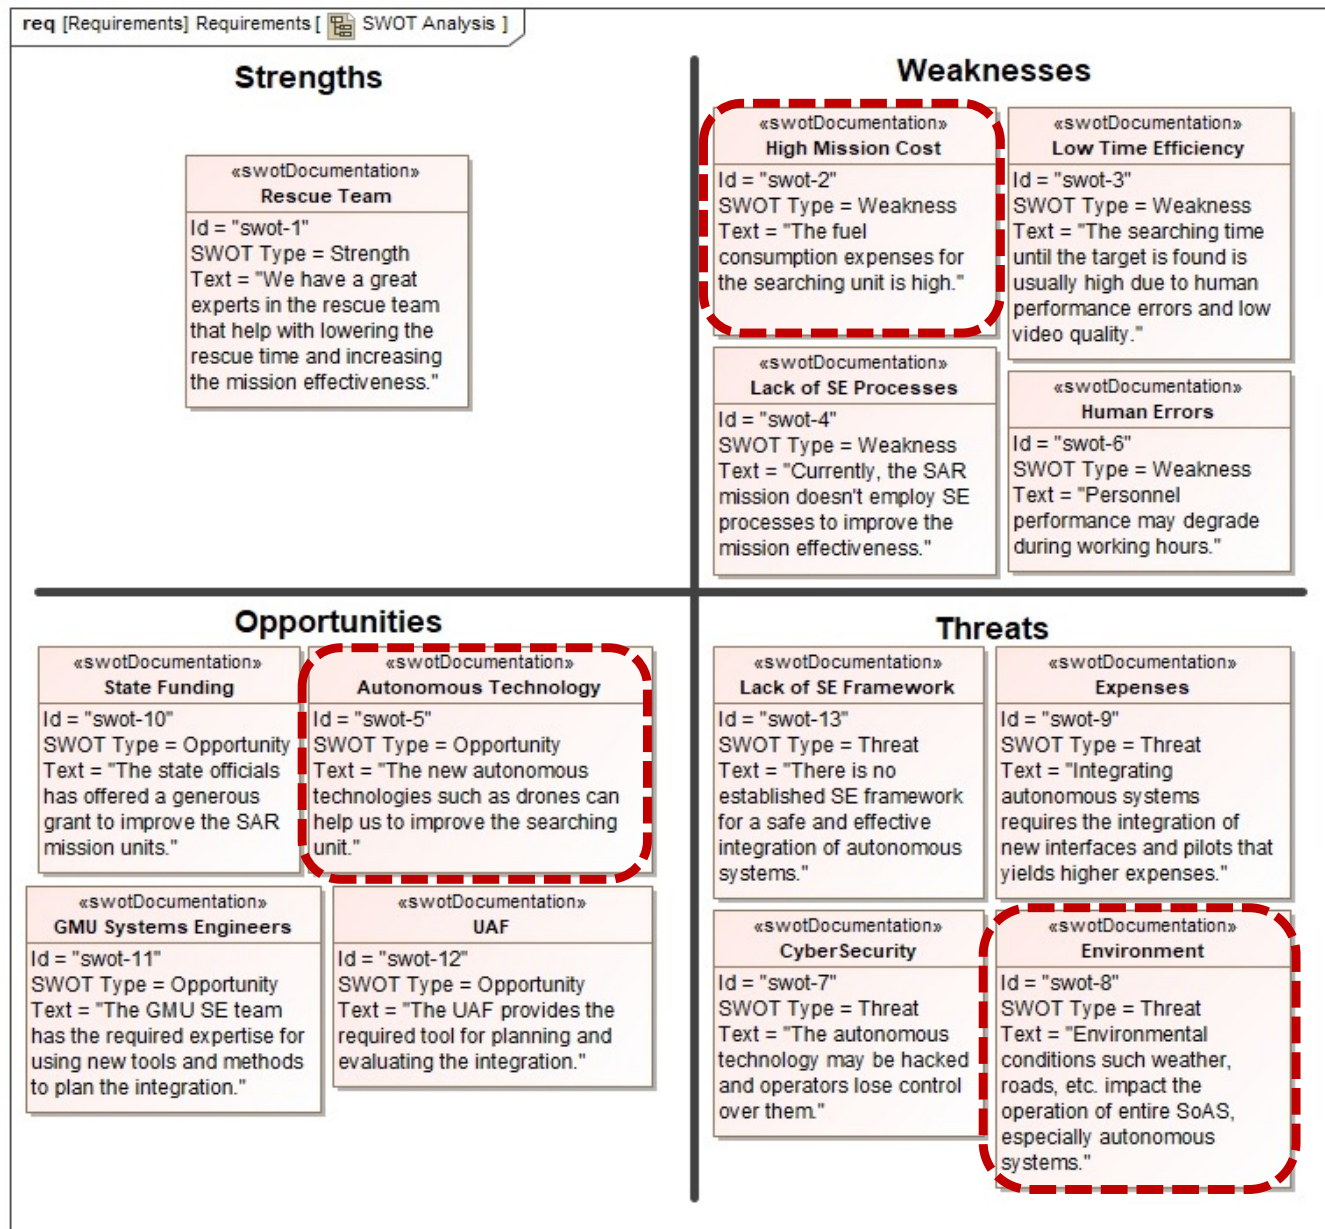 req [Requirements] Requirements [ SWOT Analysis ]
Strengths
«swotDocumentation»
Rescue Team
Id = "swot-1"
SWOT Type = Strength
Text = "We have a great
experts in the rescue team
that help with lowering the
rescue time and increasing
the mission effectiveness."
Weaknesses
«swotDocumentation»
High Mission Cost
Id = "swot-2"
SWOT Type = Weakness
Text = "The fuel
consumption expenses for
the searching unit is high."
«swotDocumentation»
Low Time Efficiency
Id = "swot-3"
SWOT Type = Weakness
Text = "The searching time
until the target is found is
usually high due to human
performance errors and low
video quality."
«swotDocumentation»
Lack of SE Processes
Id = "swot-4"
SWOT Type = Weakness
Text = "Currently, the SAR
mission doesn't employ SE
processes to improve the
mission effectiveness."
«swotDocumentation»
Human Errors
Id = "swot-6"
SWOT Type = Weakness
Text = "Personnel
performance may degrade
during working hours."
Opportunities
«swotDocumentation»
State Funding
Id = "swot-10"
SWOT Type = Opportunity
Text = "The state officials
has offered a generous
grant to improve the SAR
mission units."
«swotDocumentation»
Autonomous Technology
Id = "swot-5"
SWOT Type = Opportunity
Text = "The new autonomous
technologies such as drones can
help us to improve the searching
unit."
«swotDocumentation»
GMU Systems Engineers
Id = "swot-11"
SWOT Type = Opportunity
Text = "The GMU SE team
has the required expertise for
using new tools and methods
to plan the integration."
«swotDocumentation»
UAF
Id = "swot-12"
SWOT Type = Opportunity
Text = "The UAF provides the
required tool for planning and
evaluating the integration."
Threats
«swotDocumentation»
Lack of SE Framework
Id = "swot-13"
SWOT Type = Threat
Text = "There is no
established SE framework
for a safe and effective
integration of autonomous
systems."
«swotDocumentation»
Expenses
Id = "swot-9"
SWOT Type = Threat
Text = "Integrating
autonomous systems
requires the integration of
new interfaces and pilots that
yields higher expenses."
«swotDocumentation»
CyberSecurity
Id = "swot-7"
SWOT Type = Threat
Text = "The autonomous
technology may be hacked
and operators lose control
over them."
«swotDocumentation»
Environment
Id = "swot-8"
SWOT Type = Threat
Text = "Environmental
conditions such weather,
roads, etc. impact the
operation of entire SoAS,
especially autonomous
systems."